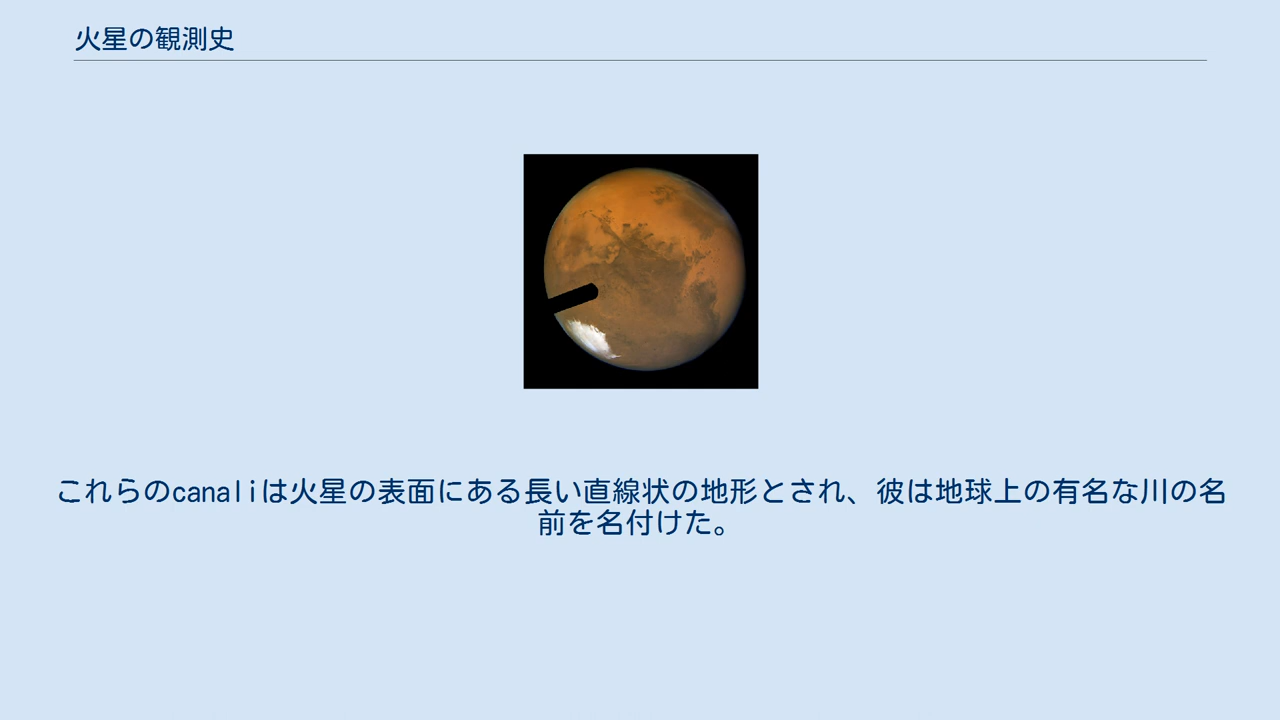 火星の観測史
これらのcanaliは火星の表面にある長い直線状の地形とされ、彼は地球上の有名な川の名
前を名付けた。